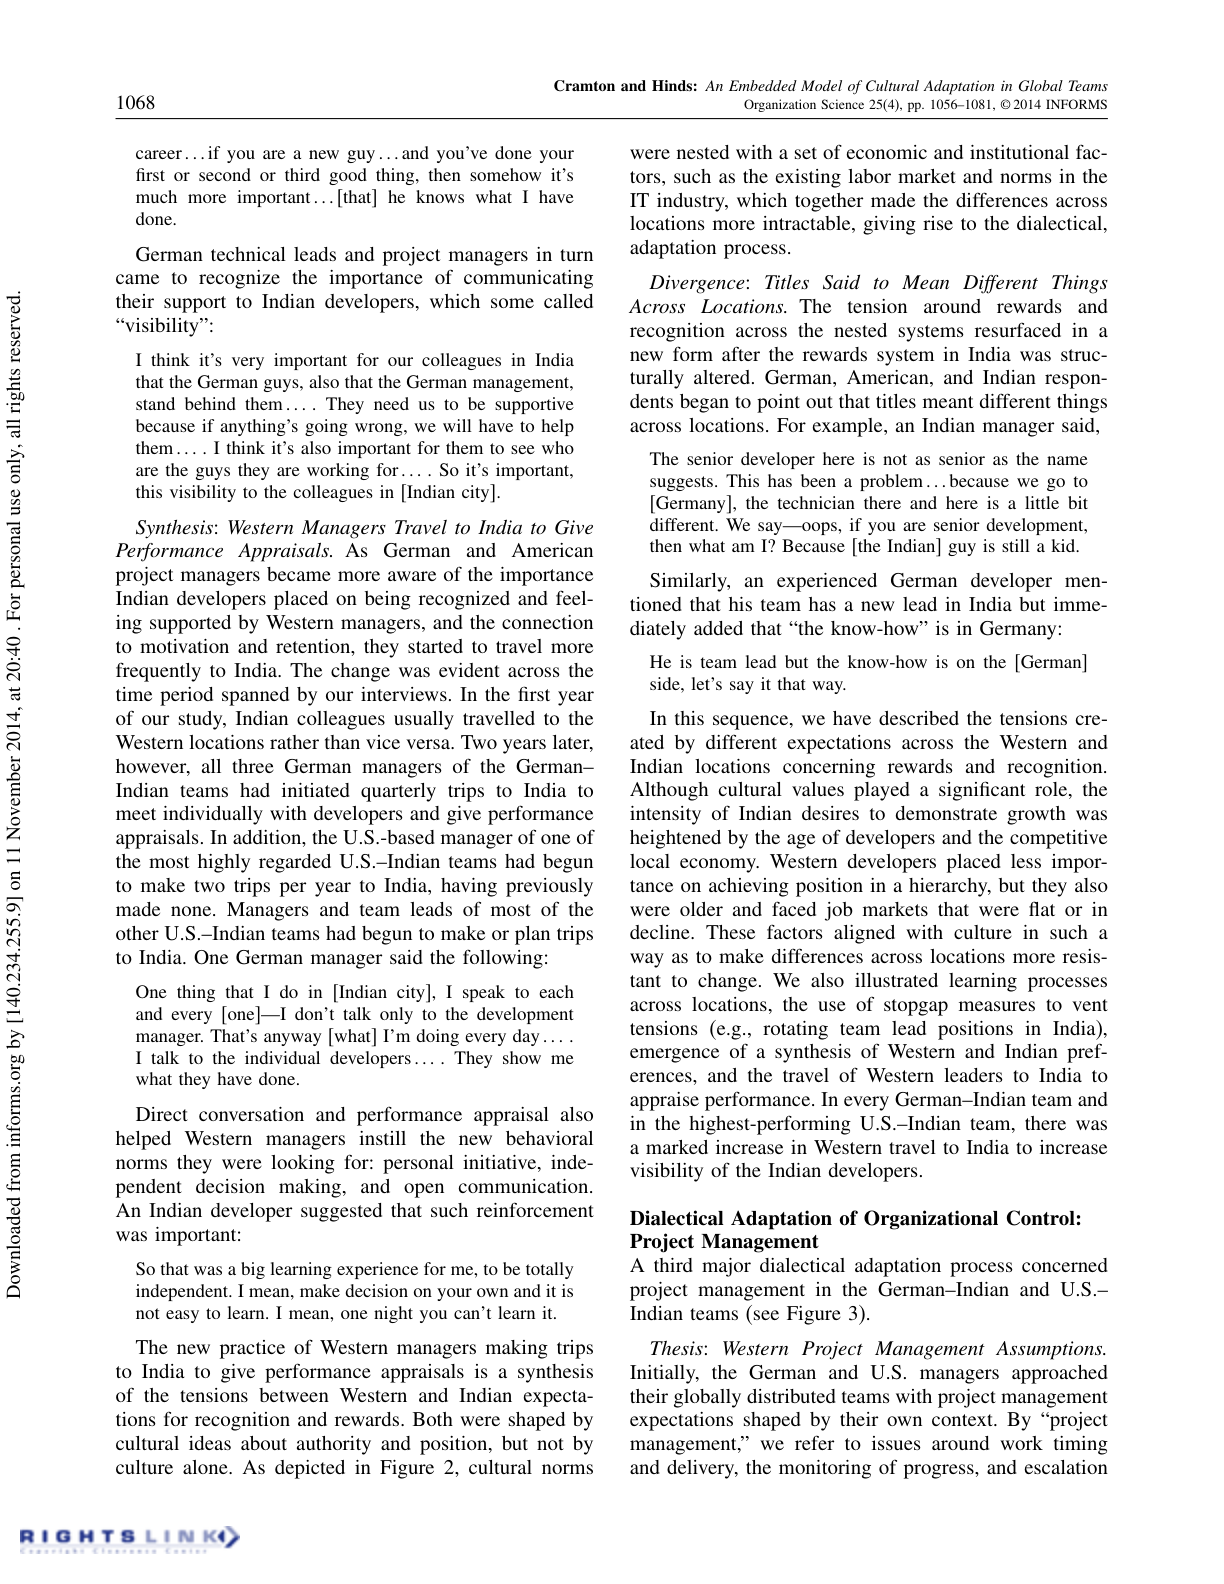 Cramton and Hinds: An Embedded Model of Cultural Adaptation in Global Teams
1068
Organization Science 25(4), pp. 1056–1081, © 2014 INFORMS
career...if you are a new guy...and you've done your
first or second or third good thing, then somehow it's
much more important...[that] he knows what I have
done.
German technical leads and project managers in turn
came to recognize the importance of communicating
their support to Indian developers, which some called
“visibility”:
I think it's very important for our colleagues in India
that the German guys, also that the German management,
stand behind them.... They need us to be supportive
because if anything's going wrong, we will have to help
them.... I think it's also important for them to see who
are the guys they are working for.... So it's important,
this visibility to the colleagues in [Indian city].
Synthesis: Western Managers Travel to India to Give
Performance Appraisals. As German and American
project managers became more aware of the importance
Indian developers placed on being recognized and feel-
ing supported by Western managers, and the connection
to motivation and retention, they started to travel more
frequently to India. The change was evident across the
time period spanned by our interviews. In the first year
of our study, Indian colleagues usually travelled to the
Western locations rather than vice versa. Two years later,
however, all three German managers of the German–
Indian teams had initiated quarterly trips to India to
meet individually with developers and give performance
appraisals. In addition, the U.S.-based manager of one of
the most highly regarded U.S.–Indian teams had begun
to make two trips per year to India, having previously
made none. Managers and team leads of most of the
other U.S.–Indian teams had begun to make or plan trips
to India. One German manager said the following:
One thing that I do in [Indian city], I speak to each
and every [one]—I don't talk only to the development
manager. That's anyway [what] I'm doing every day....
I talk to the individual developers.... They show me
what they have done.
Direct conversation and performance appraisal also
helped Western managers instill the new behavioral
norms they were looking for: personal initiative, inde-
pendent decision making, and open communication.
An Indian developer suggested that such reinforcement
was important:
So that was a big learning experience for me, to be totally
independent. I mean, make decision on your own and it is
not easy to learn. I mean, one night you can't learn it.
The new practice of Western managers making trips
to India to give performance appraisals is a synthesis
of the tensions between Western and Indian expecta-
tions for recognition and rewards. Both were shaped by
cultural ideas about authority and position, but not by
culture alone. As depicted in Figure 2, cultural norms
were nested with a set of economic and institutional fac-
tors, such as the existing labor market and norms in the
IT industry, which together made the differences across
locations more intractable, giving rise to the dialectical,
adaptation process.
Divergence: Titles Said to Mean Different Things
Across Locations. The tension around rewards and
recognition across the nested systems resurfaced in a
new form after the rewards system in India was struc-
turally altered. German, American, and Indian respon-
dents began to point out that titles meant different things
across locations. For example, an Indian manager said,
The senior developer here is not as senior as the name
suggests. This has been a problem...because we go to
[Germany], the technician there and here is a little bit
different. We say—oops, if you are senior development,
then what am I? Because [the Indian] guy is still a kid.
Similarly, an experienced German developer men-
tioned that his team has a new lead in India but imme-
diately added that “the know-how” is in Germany:
He is team lead but the know-how is on the [German]
side, let's say it that way.
In this sequence, we have described the tensions cre-
ated by different expectations across the Western and
Indian locations concerning rewards and recognition.
Although cultural values played a significant role, the
intensity of Indian desires to demonstrate growth was
heightened by the age of developers and the competitive
local economy. Western developers placed less impor-
tance on achieving position in a hierarchy, but they also
were older and faced job markets that were flat or in
decline. These factors aligned with culture in such a
way as to make differences across locations more resis-
tant to change. We also illustrated learning processes
across locations, the use of stopgap measures to vent
tensions (e.g., rotating team lead positions in India),
emergence of a synthesis of Western and Indian pref-
erences, and the travel of Western leaders to India to
appraise performance. In every German–Indian team and
in the highest-performing U.S.–Indian team, there was
a marked increase in Western travel to India to increase
visibility of the Indian developers.
Dialectical Adaptation of Organizational Control:
Project Management
A third major dialectical adaptation process concerned
project management in the German–Indian and U.S.–
Indian teams (see Figure 3).
Thesis: Western Project Management Assumptions.
Initially, the German and U.S. managers approached
their globally distributed teams with project management
expectations shaped by their own context. By “project
management,” we refer to issues around work timing
and delivery, the monitoring of progress, and escalation
Downloaded from informs.org by [140.234.255.9] on 11 November 2014, at 20:40 . For personal use only, all rights reserved.
RIGHTSLINK
Copyright Clearance Center